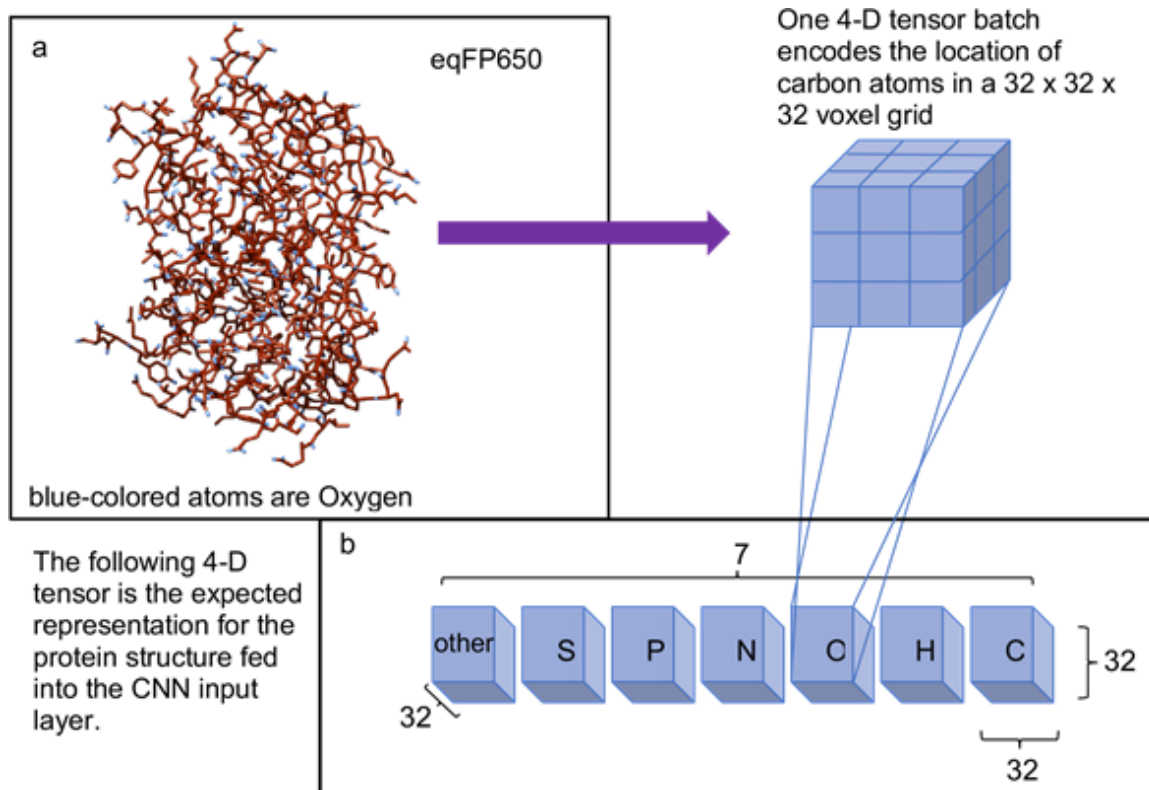 a
eqFP650
blue-colored atoms are Oxygen
One 4-D tensor batch
encodes the location of
carbon atoms in a 32 x 32 x
32 voxel grid
The following 4-D
tensor is the expected
representation for the
protein structure fed
into the CNN input
layer.
b
7
other S P N O H C
32
32
32